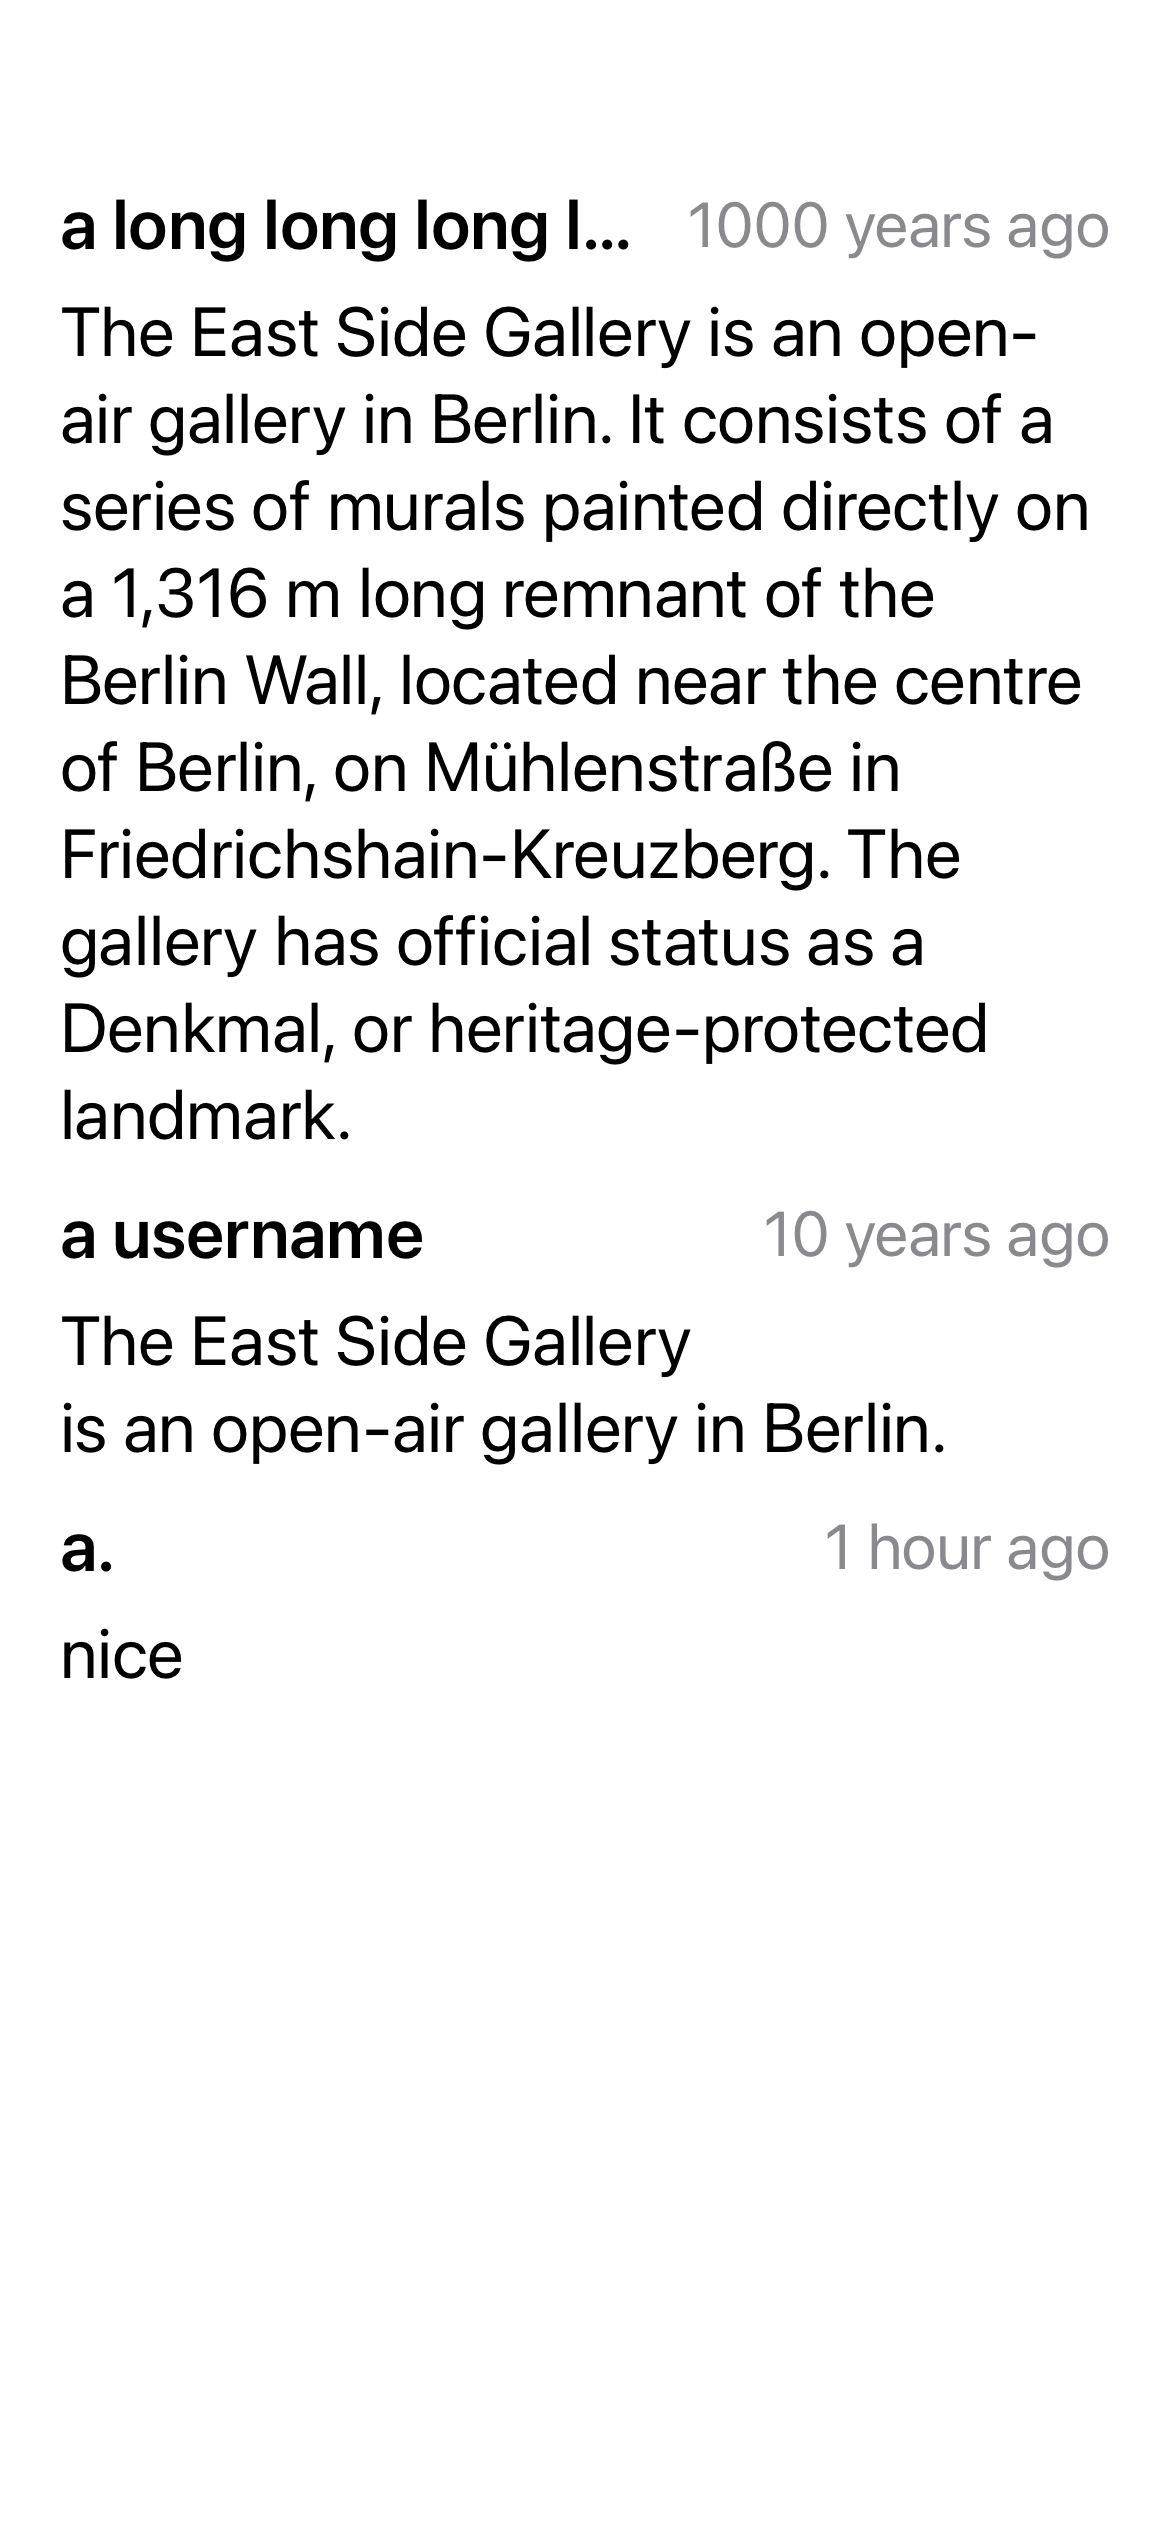 a long long long l...
1000 years ago
The East Side Gallery is an open-
air gallery in Berlin. It consists of a
series of murals painted directly on
a 1,316 m long remnant of the
Berlin Wall, located near the centre
of Berlin, on Mühlenstraße in
Friedrichshain-Kreuzberg. The
gallery has official status as a
Denkmal, or heritage-protected
landmark.
a username
10 years ago
The East Side Gallery
is an open-air gallery in Berlin.
a.
1 hour ago
nice